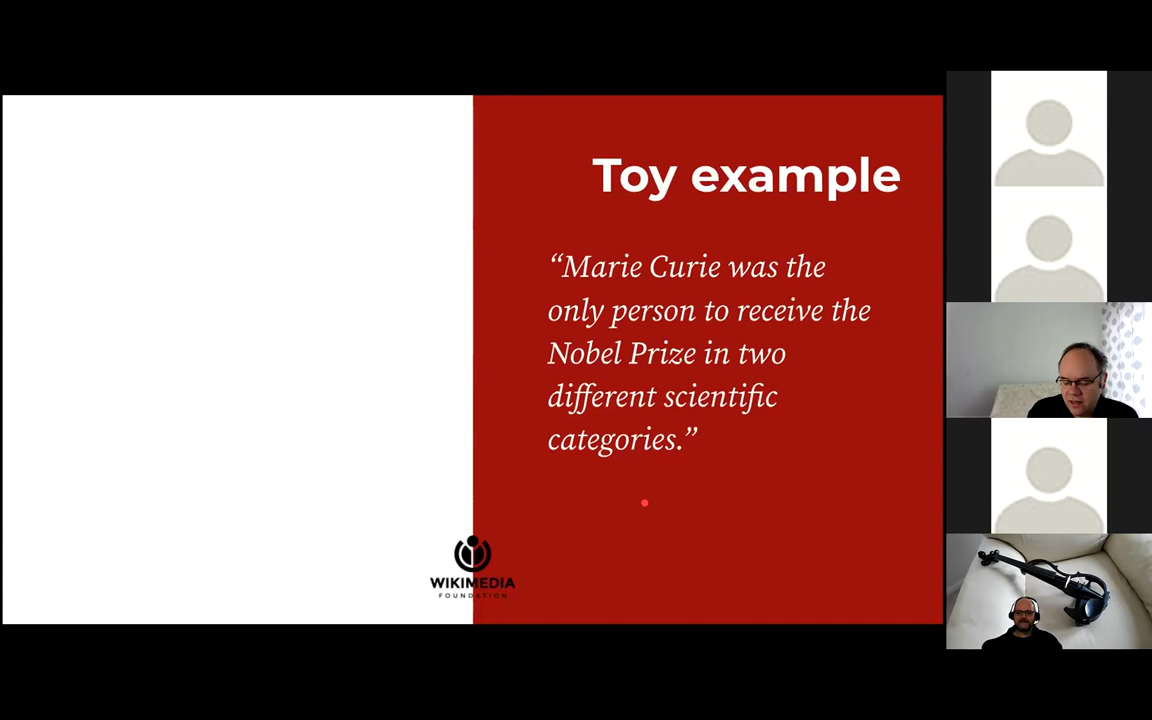 Toy example
“Marie Curie was the
only person to receive the
Nobel Prize in two
different scientific
categories.”
WIKIMEDIA
FOUNDATION